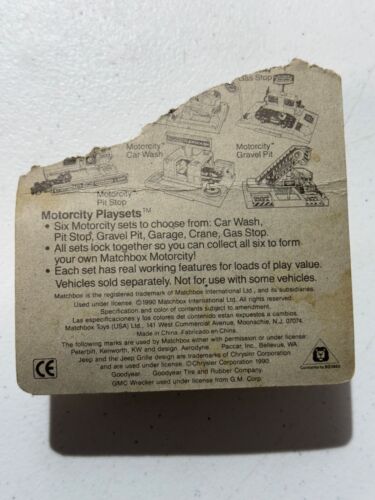 Gas Stop
Motorcity™
Car Wash
Motorcity™
Gravel Pit
Motorcity™
Pit Stop
Motorcity Playsets™
• Six Motorcity sets to choose from: Car Wash,
Pit Stop, Gravel Pit, Garage, Crane, Gas Stop.
• All sets lock together so you can collect all six to form
your own Matchbox Motorcity!
• Each set has real working features for loads of play value.
Vehicles sold separately. Not for use with some vehicles.
Matchbox is the registered trademark of Matchbox International Ltd., and its subsidiaries.
Used under license. ©1990 Matchbox International Ltd. All rights reserved.
Specification and color of contents subject to amendment.
Las especificaciones y los colores del contenido estan expuestos a cambios.
Matchbox Toys (USA) Ltd., 141 West Commercial Avenue, Moonachie, N.J. 07074.
Made in China. Fabricado en China.
The following marks are used by Matchbox either with permission or under license:
Peterpilt, Kenworth, KW and design, Aerodyne. Paccar, Inc., Bellevue, WA.
Jeep and the Jeep Grille design are trademarks of Chrysler Corporation
and are used under license. ©Chrysler Corporation 1990.
Goodyear. Goodyear Tire and Rubber Company.
GMC Wrecker used under license from G.M. Corp.
CE